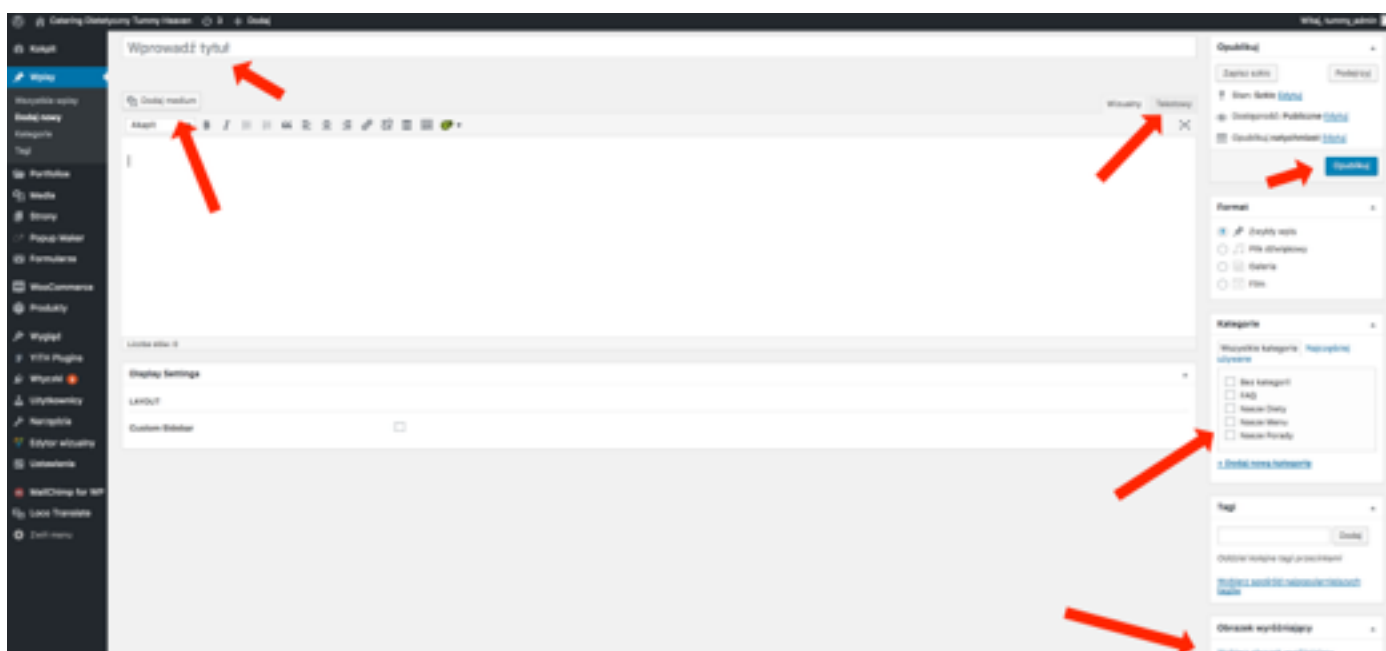 Catering Dietetyczny Tummy Heaven 3 + Dodaj
Witaj, tummy_admin
Kokpit
Wpisy
Wszystkie wpisy
Dodaj nowy
Kategorie
Tagi
Portfolios
Media
Strony
Popup Maker
Formularze
WooCommerce
Produkty
Wygląd
YITH Plugins
Wtyczki
Użytkownicy
Narzędzia
Edytor wizualny
Ustawienia
MailChimp for WP
Loco Translate
Zwiń menu
Wprowadź tytuł
Dodaj medium
Wizualny Tekstowy
Akapit
Liczba słów: 0
Display Settings
LAYOUT
Custom Sidebar
Opublikuj
Zapisz szkic Podejrzyj
Stan: Szkic Edytuj
Dostępność: Publiczne Edytuj
Opublikuj natychmiast Edytuj
Opublikuj
Format
Zwykły wpis
Plik dźwiękowy
Galeria
Film
Kategorie
Wszystkie kategorie Najczęściej
używane
Bez kategorii
FAQ
Nasze Diety
Nasze Menu
Nasze Porady
+ Dodaj nową kategorię
Tagi
Dodaj
Oddziel kolejne tagi przecinkami
Wybierz spośród najpopularniejszych
tagów
Obrazek wyróżniający